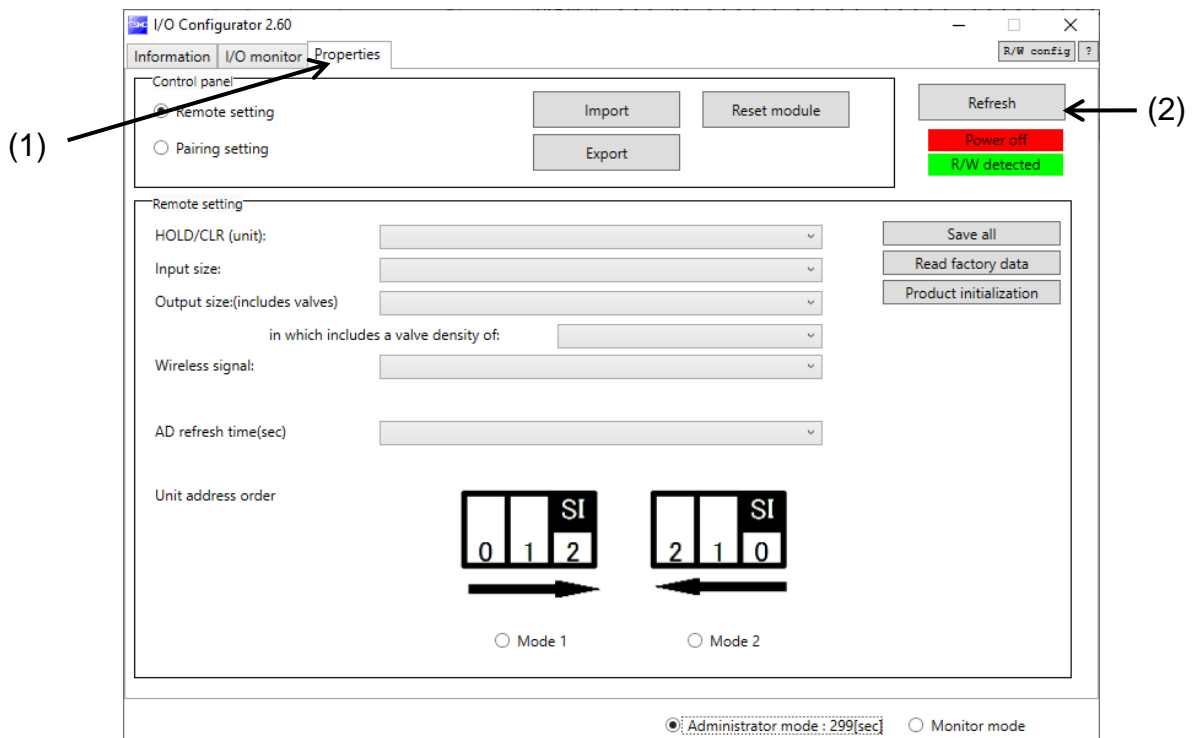 SMC I/O Configurator 2.60
Information I/O monitor Properties R/W config ?
Control panel
Remote setting Import Reset module Refresh (2)
(1) Pairing setting Export Power off
R/W detected
Remote setting
HOLD/CLR (unit): Save all
Input size: Read factory data
Output size:(includes valves) Product initialization
in which includes a valve density of:
Wireless signal:
AD refresh time(sec)
Unit address order
SI SI
0 1 2 2 1 0
Mode 1 Mode 2
Administrator mode : 299[sec] Monitor mode